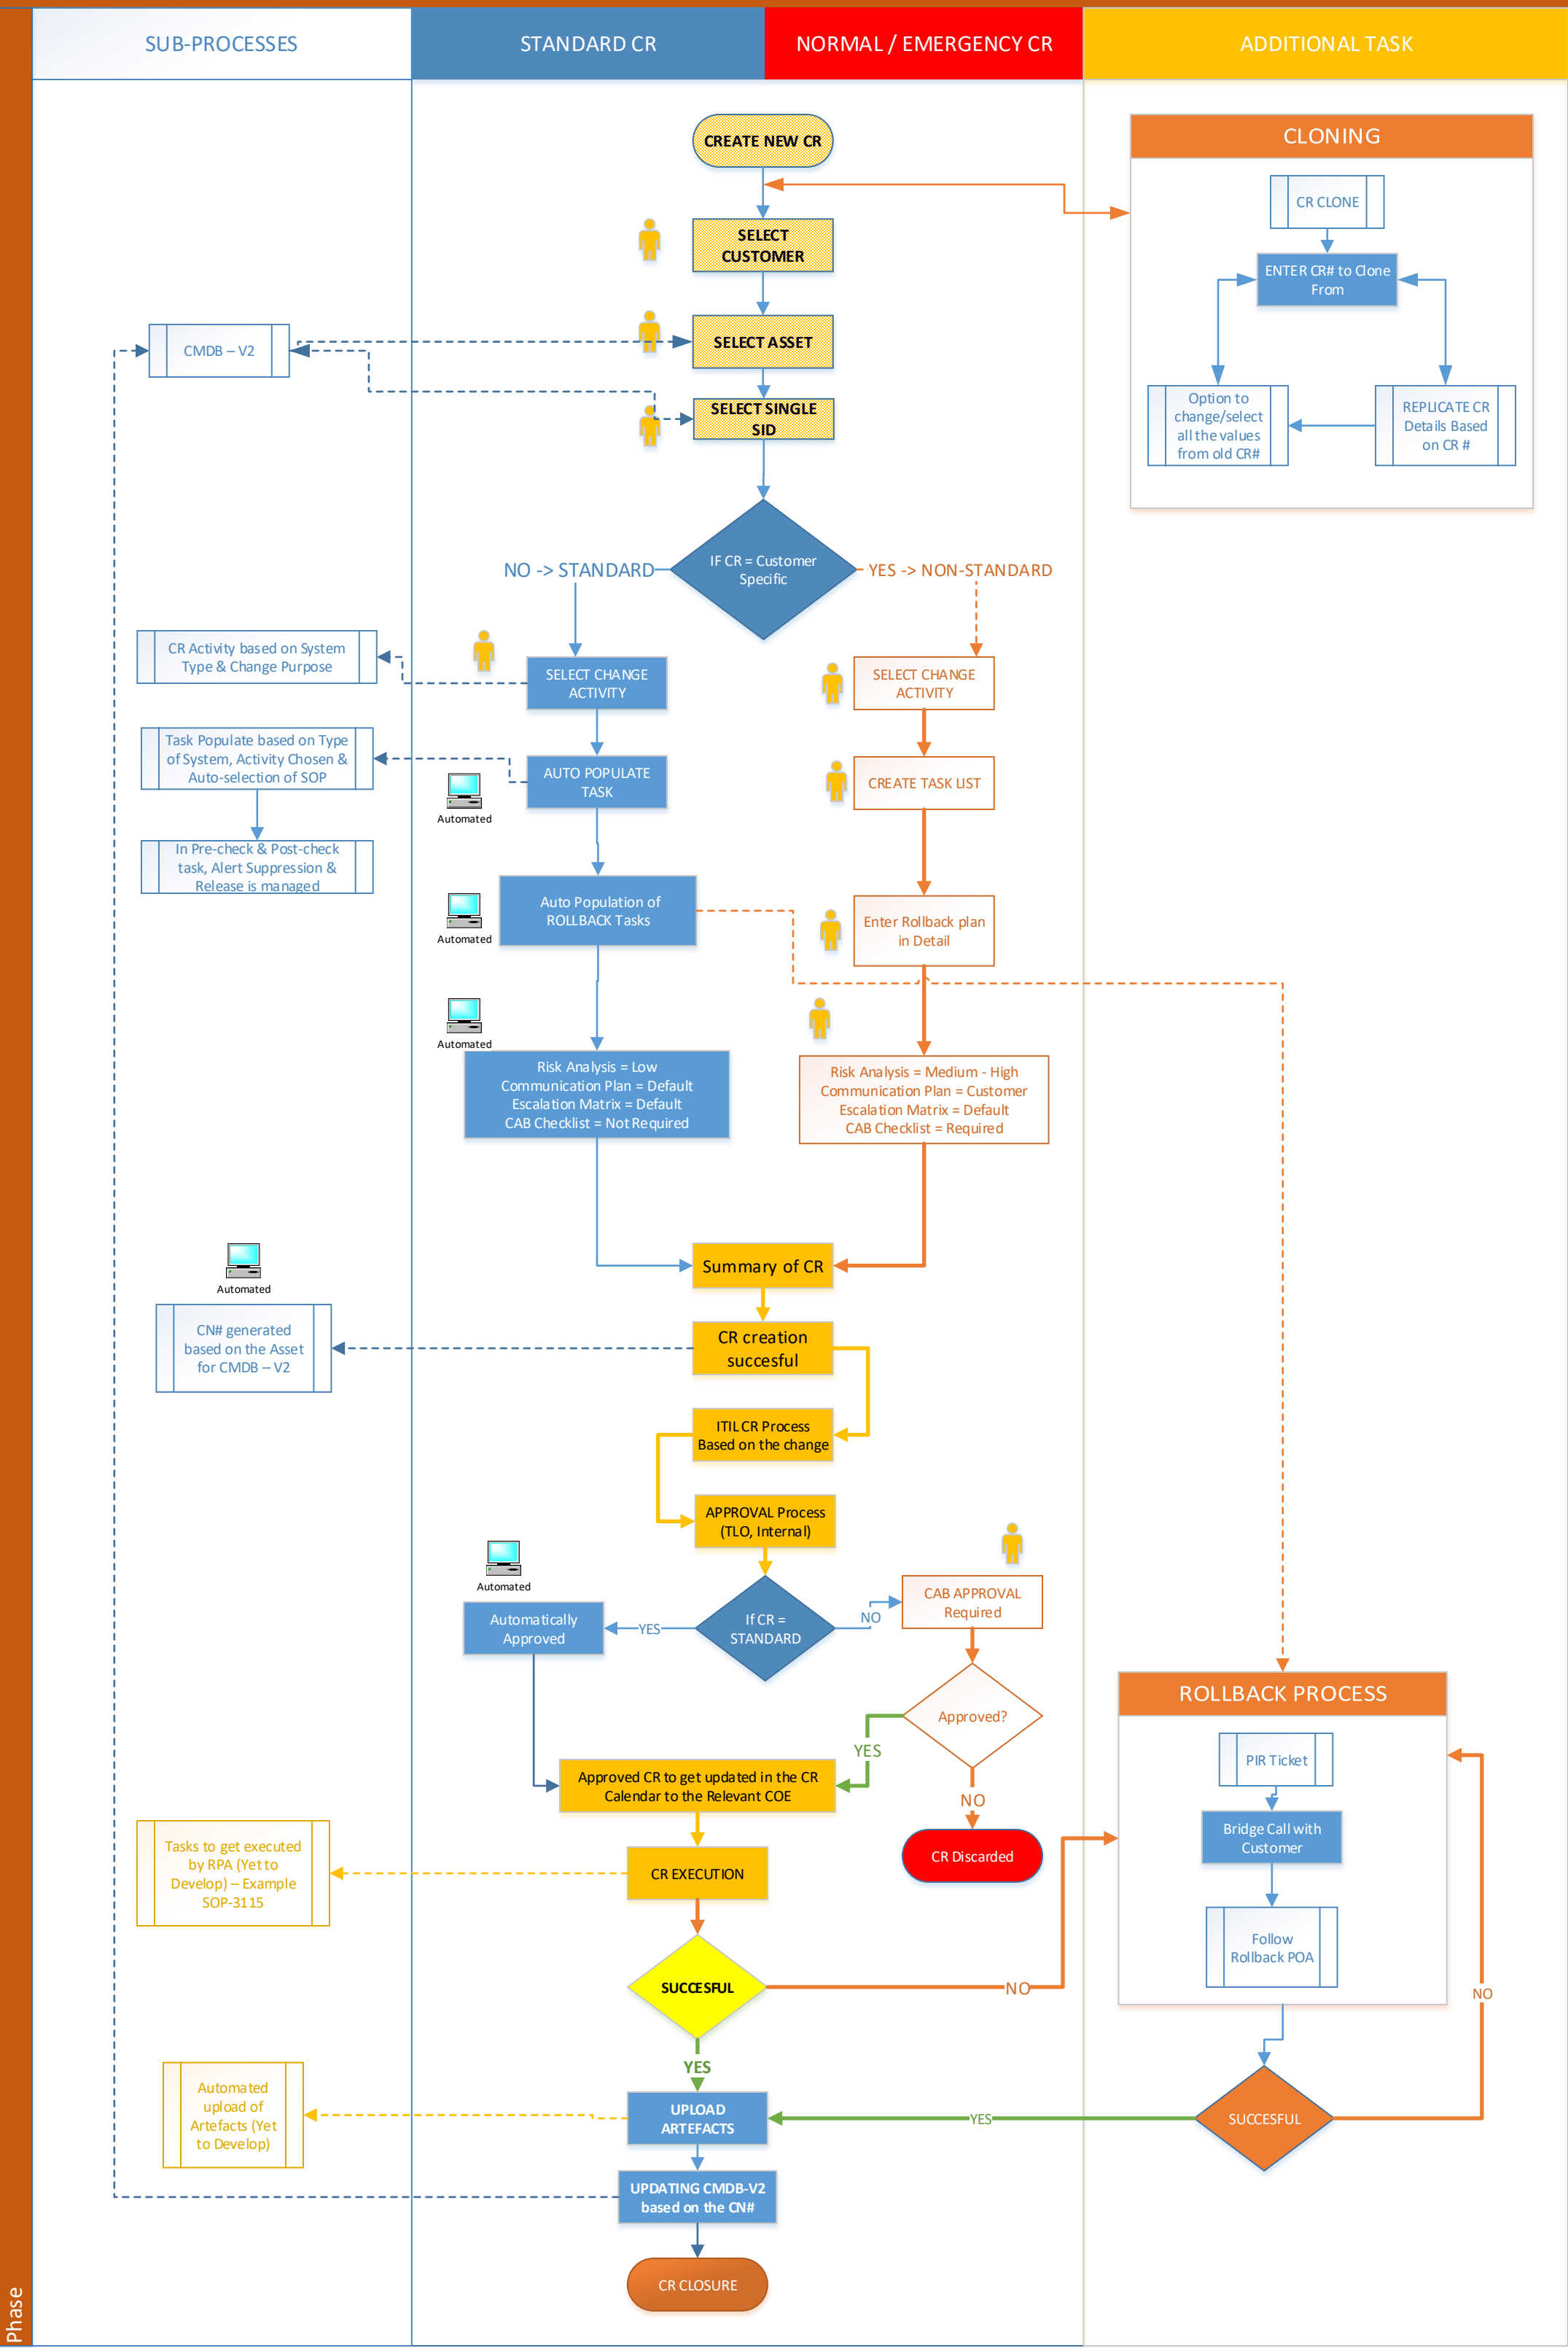 SUB-PROCESSES
STANDARD CR
NORMAL / EMERGENCY CR
ADDITIONAL TASK
CREATE NEW CR
CLONING
CR CLONE
SELECT
CUSTOMER
ENTER CR# to Clone
From
CMDB – V2
SELECT ASSET
SELECT SINGLE
SID
Option to
change/select
all the values
from old CR#
REPLICATE CR
Details Based
on CR #
IF CR = Customer
Specific
NO -> STANDARD
YES -> NON-STANDARD
CR Activity based on System
Type & Change Purpose
SELECT CHANGE
ACTIVITY
SELECT CHANGE
ACTIVITY
Task Populate based on Type
of System, Activity Chosen &
Auto-selection of SOP
AUTO POPULATE
TASK
Automated
CREATE TASK LIST
In Pre-check & Post-check
task, Alert Suppression &
Release is managed
Auto Population of
ROLLBACK Tasks
Automated
Enter Rollback plan
in Detail
Automated
Risk Analysis = Low
Communication Plan = Default
Escalation Matrix = Default
CAB Checklist = Not Required
Risk Analysis = Medium - High
Communication Plan = Customer
Escalation Matrix = Default
CAB Checklist = Required
Summary of CR
Automated
CN# generated
based on the Asset
for CMDB – V2
CR creation
succesful
ITIL CR Process
Based on the change
APPROVAL Process
(TLO, Internal)
Automated
Automatically
Approved
YES
If CR =
STANDARD
NO
CAB APPROVAL
Required
ROLLBACK PROCESS
Approved?
YES
NO
PIR Ticket
Approved CR to get updated in the CR
Calendar to the Relevant COE
Bridge Call with
Customer
CR Discarded
Tasks to get executed
by RPA (Yet to
Develop) – Example
SOP-3115
CR EXECUTION
Follow
Rollback POA
SUCCESFUL
NO
NO
YES
Automated
upload of
Artefacts (Yet
to Develop)
UPLOAD
ARTEFACTS
YES
SUCCESFUL
UPDATING CMDB-V2
based on the CN#
CR CLOSURE
Phase